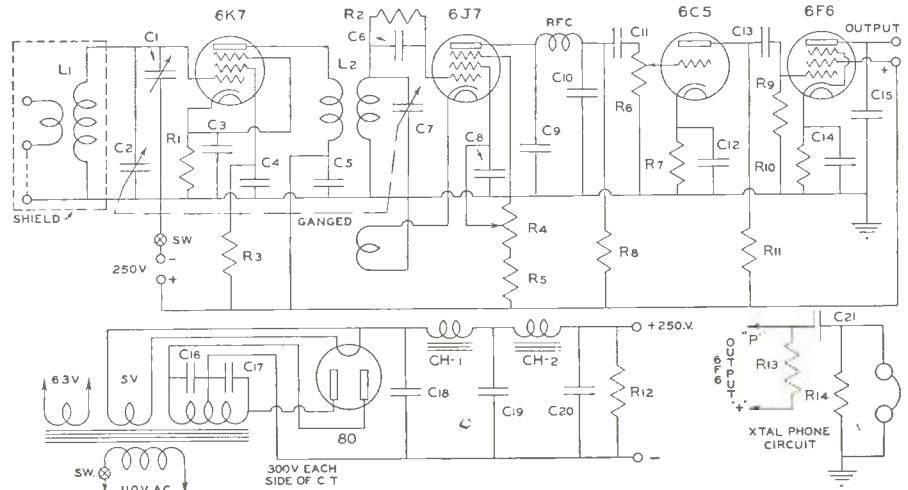 6K7
6J7
6C5
6F6
OUTPUT
+
C1
R2
C6
RFC
C11
C13
L1
L2
C10
R9
C15
C2
R1
C3
C4
C5
C7
C8
C9
R6
R7
C12
R10
C14
SHIELD
GANGED
SW
-
250V
+
R3
R4
R5
R8
R11
+250.V.
C21
"P"
OUTPUT
6F6
"+"
R13
R14
XTAL PHONE
CIRCUIT
6.3V
5V
C16
C17
80
CH-1
CH-2
C18
C19
C20
R12
-
300V EACH
SIDE OF C T
SW.
110V AC